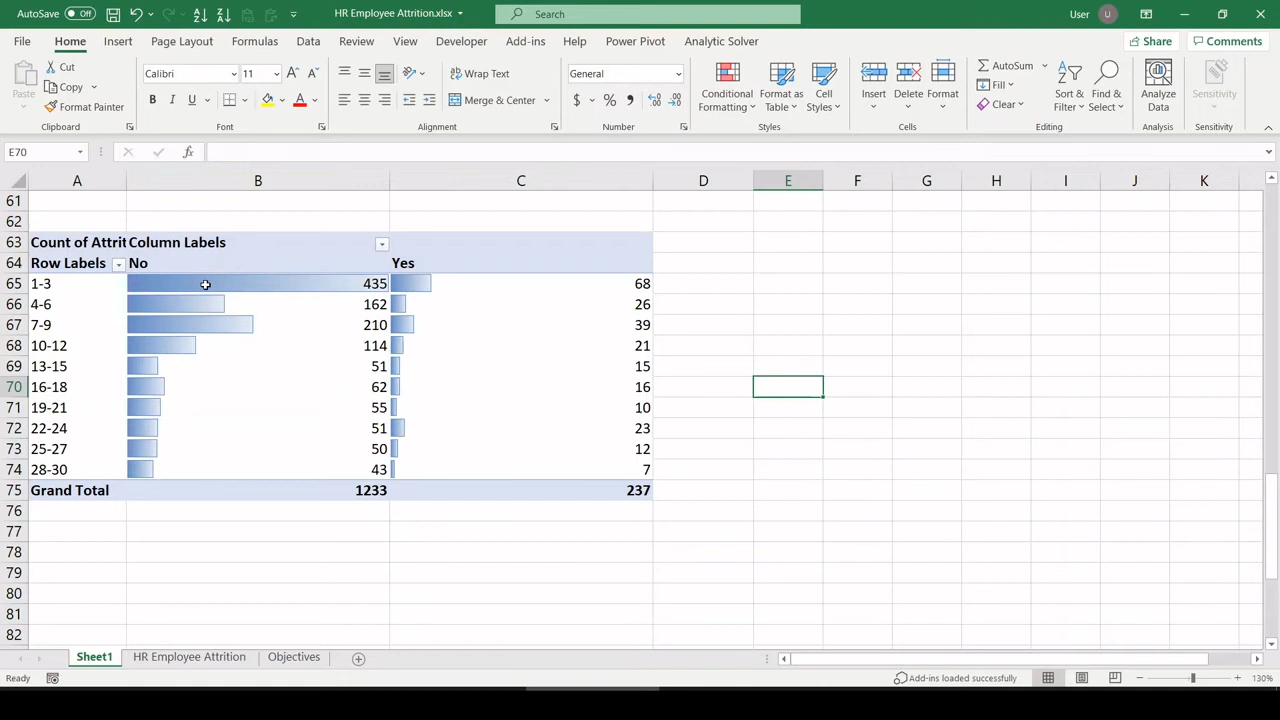 AutoSave Off HR Employee Attrition.xlsx Search User U
File Home Insert Page Layout Formulas Data Review View Developer Add-ins Help Power Pivot Analytic Solver Share Comments
Paste Cut Copy Format Painter Clipboard
Calibri 11 B I U A Font
Wrap Text Merge & Center Alignment
General $ % Number
Conditional Formatting Format as Table Cell Styles Styles
Insert Delete Format Cells
AutoSum Fill Clear Sort & Filter Find & Select Editing
Analyze Data Analysis
Sensitivity Sensitivity
E70 fx
A B C D E F G H I J K
61
62
63 Count of Attrit Column Labels
64 Row Labels No Yes
65 1-3 435 68
66 4-6 162 26
67 7-9 210 39
68 10-12 114 21
69 13-15 51 15
70 16-18 62 16
71 19-21 55 10
72 22-24 51 23
73 25-27 50 12
74 28-30 43 7
75 Grand Total 1233 237
76
77
78
79
80
81
82
Sheet1 HR Employee Attrition Objectives
Ready Add-ins loaded successfully 130%